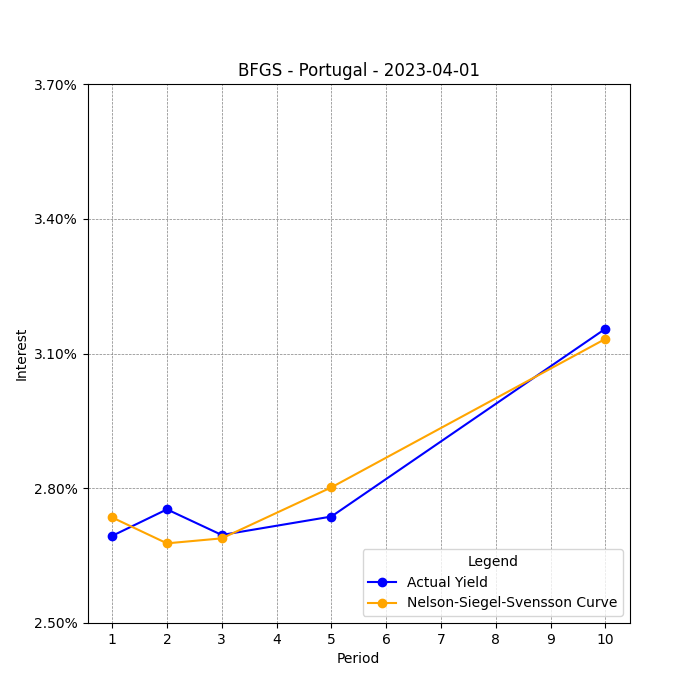 BFGS - Portugal - 2023-04-01
3.70%
3.40%
3.10%
2.80%
2.50%
Interest
1 2 3 4 5 6 7 8 9 10
Period
Legend
Actual Yield
Nelson-Siegel-Svensson Curve